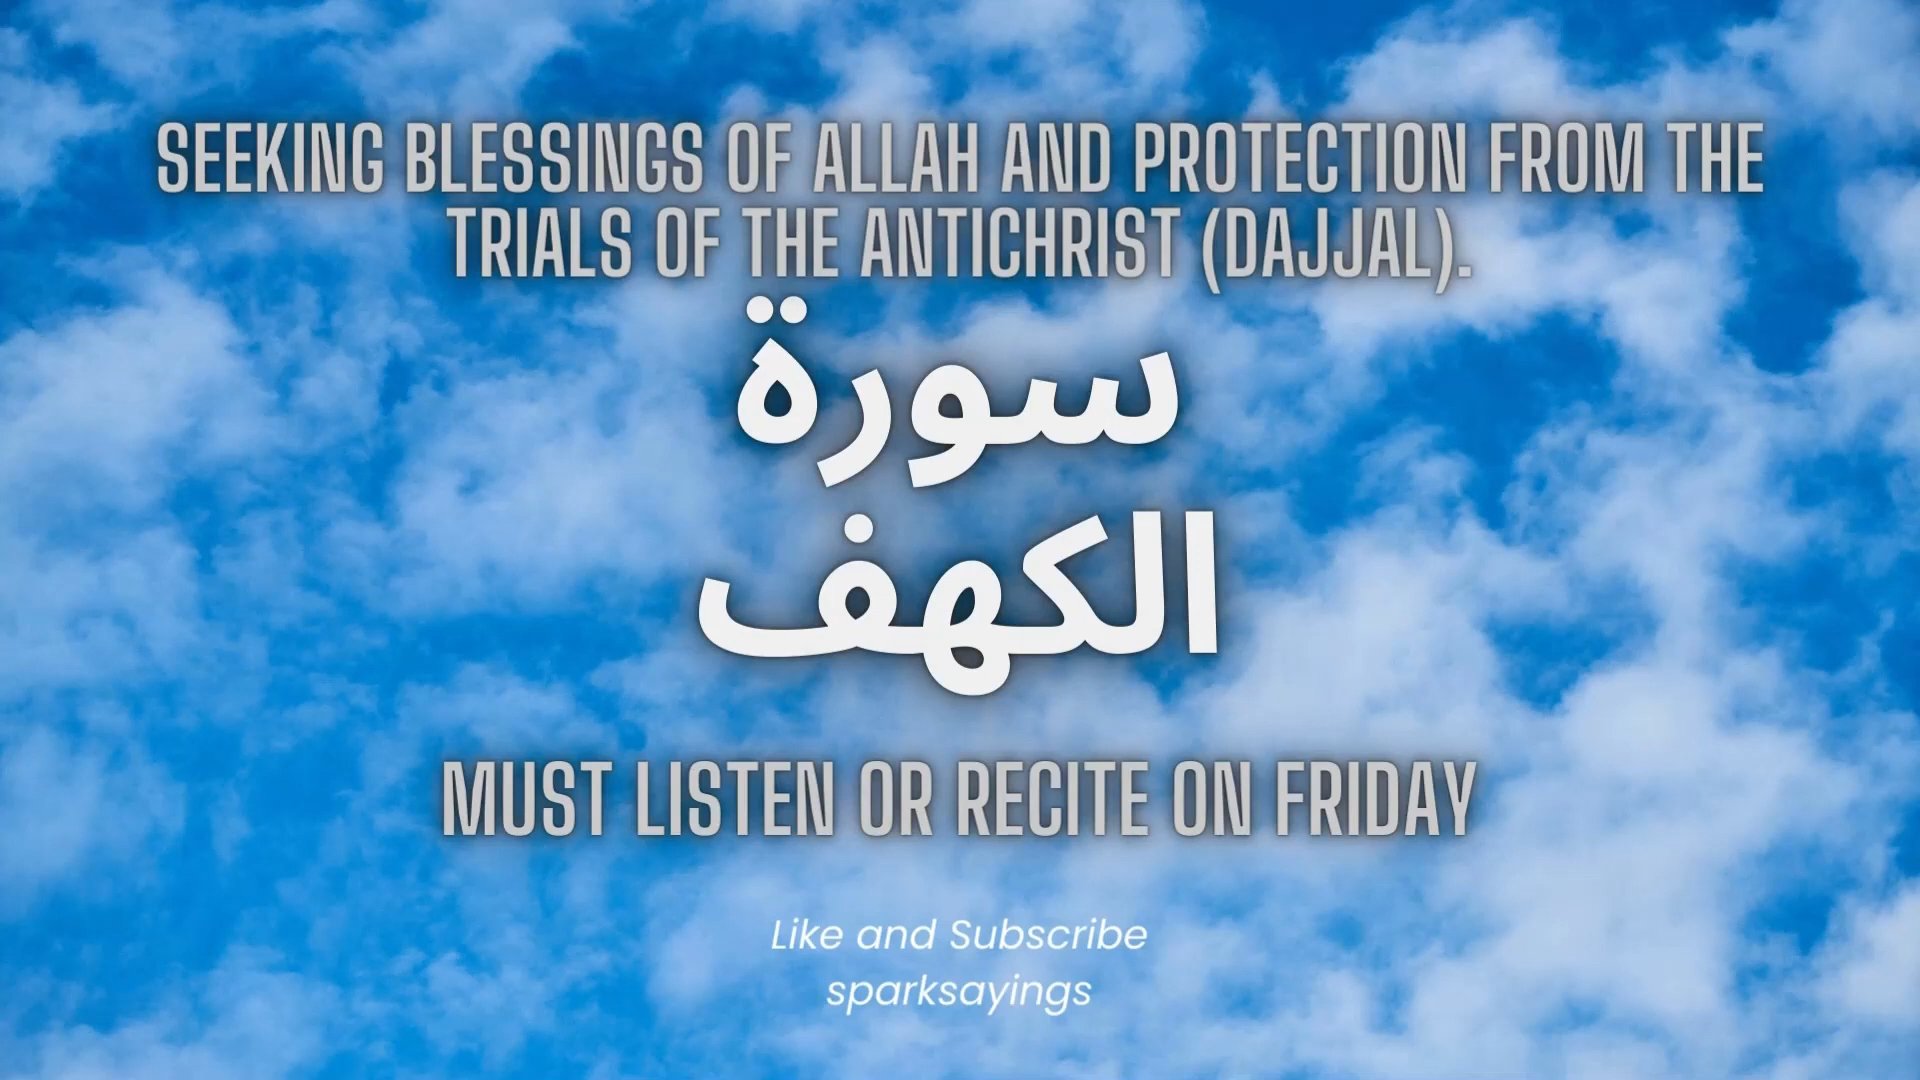 SEEKING BLESSINGS OF ALLAH AND PROTECTION FROM THE
TRIALS OF THE ANTICHRIST (DAJJAL).
سورة
الكهف
MUST LISTEN OR RECITE ON FRIDAY
Like and Subscribe
sparksayings